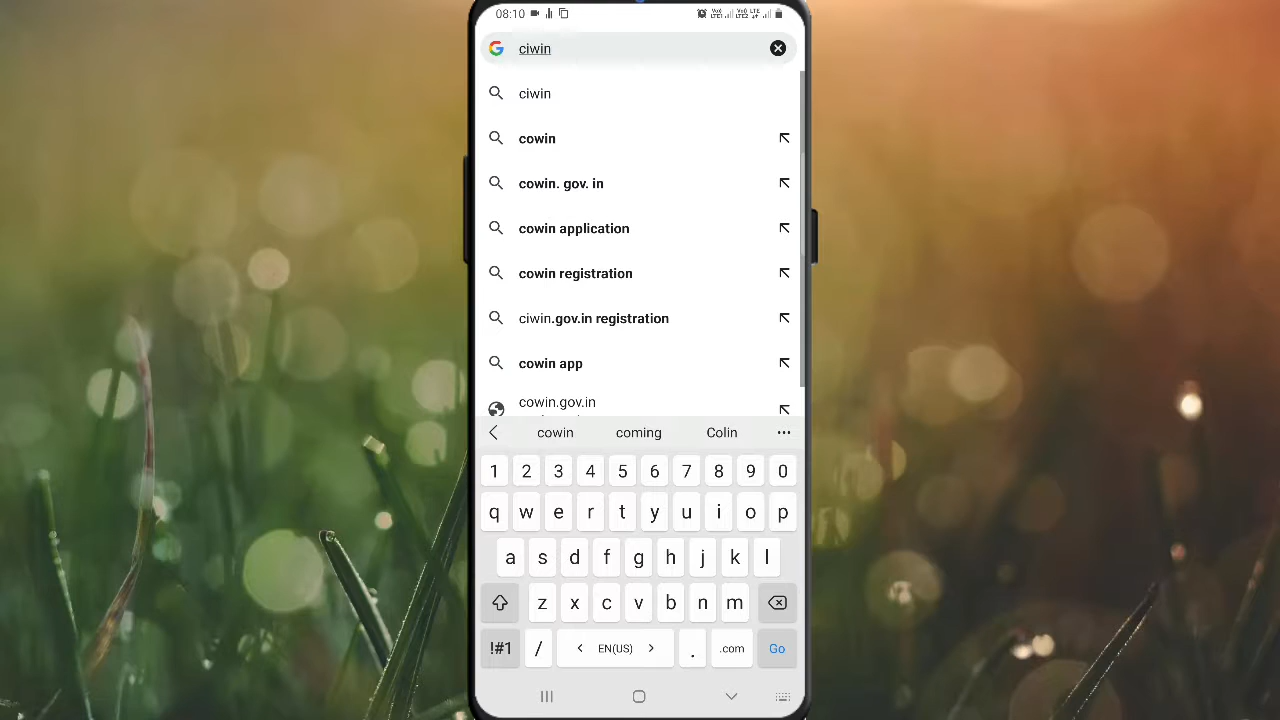 08:10
ciwin
ciwin
cowin
cowin. gov. in
cowin application
cowin registration
ciwin.gov.in registration
cowin app
cowin.gov.in
cowin coming Colin
1 2 3 4 5 6 7 8 9 0
q w e r t y u i o p
a s d f g h j k l
z x c v b n m
!#1 / EN(US) . .com Go